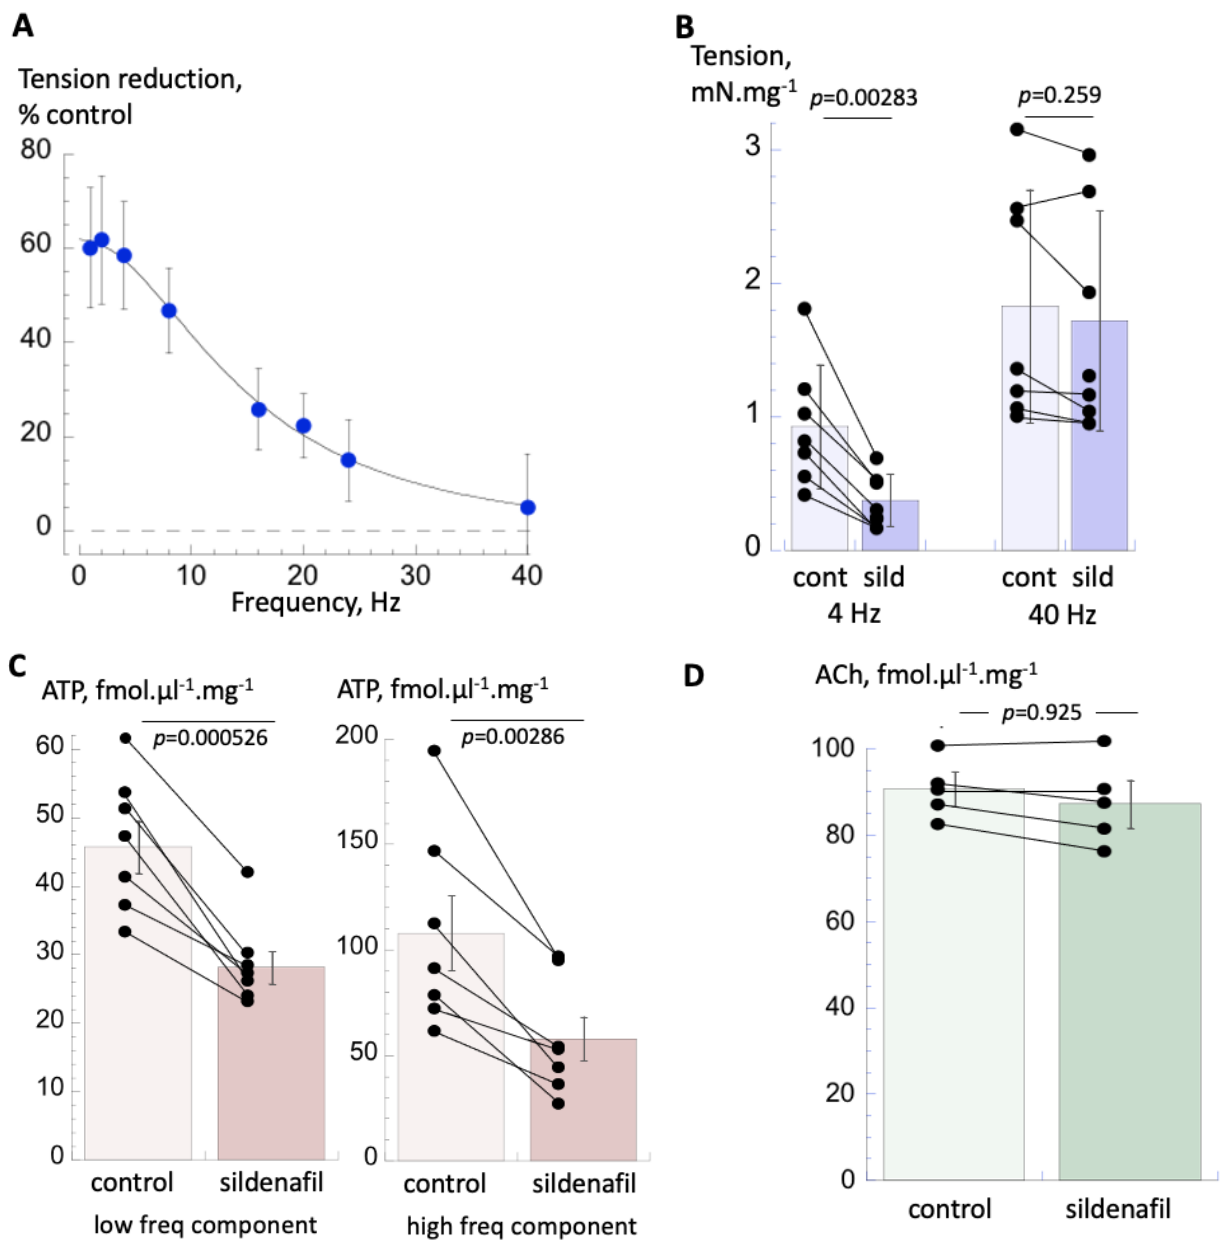 A
Tension reduction,
% control
80
60
40
20
0
0 10 20 30 40
Frequency, Hz
B
Tension,
mN.mg⁻¹
p=0.00283
p=0.259
3
2
1
0
cont sild cont sild
4 Hz 40 Hz
C
ATP, fmol.µl⁻¹.mg⁻¹
p=0.000526
60
50
40
30
20
10
0
control sildenafil
low freq component
ATP, fmol.µl⁻¹.mg⁻¹
p=0.00286
200
150
100
50
0
control sildenafil
high freq component
D
ACh, fmol.µl⁻¹.mg⁻¹
p=0.925
100
80
60
40
20
0
control sildenafil